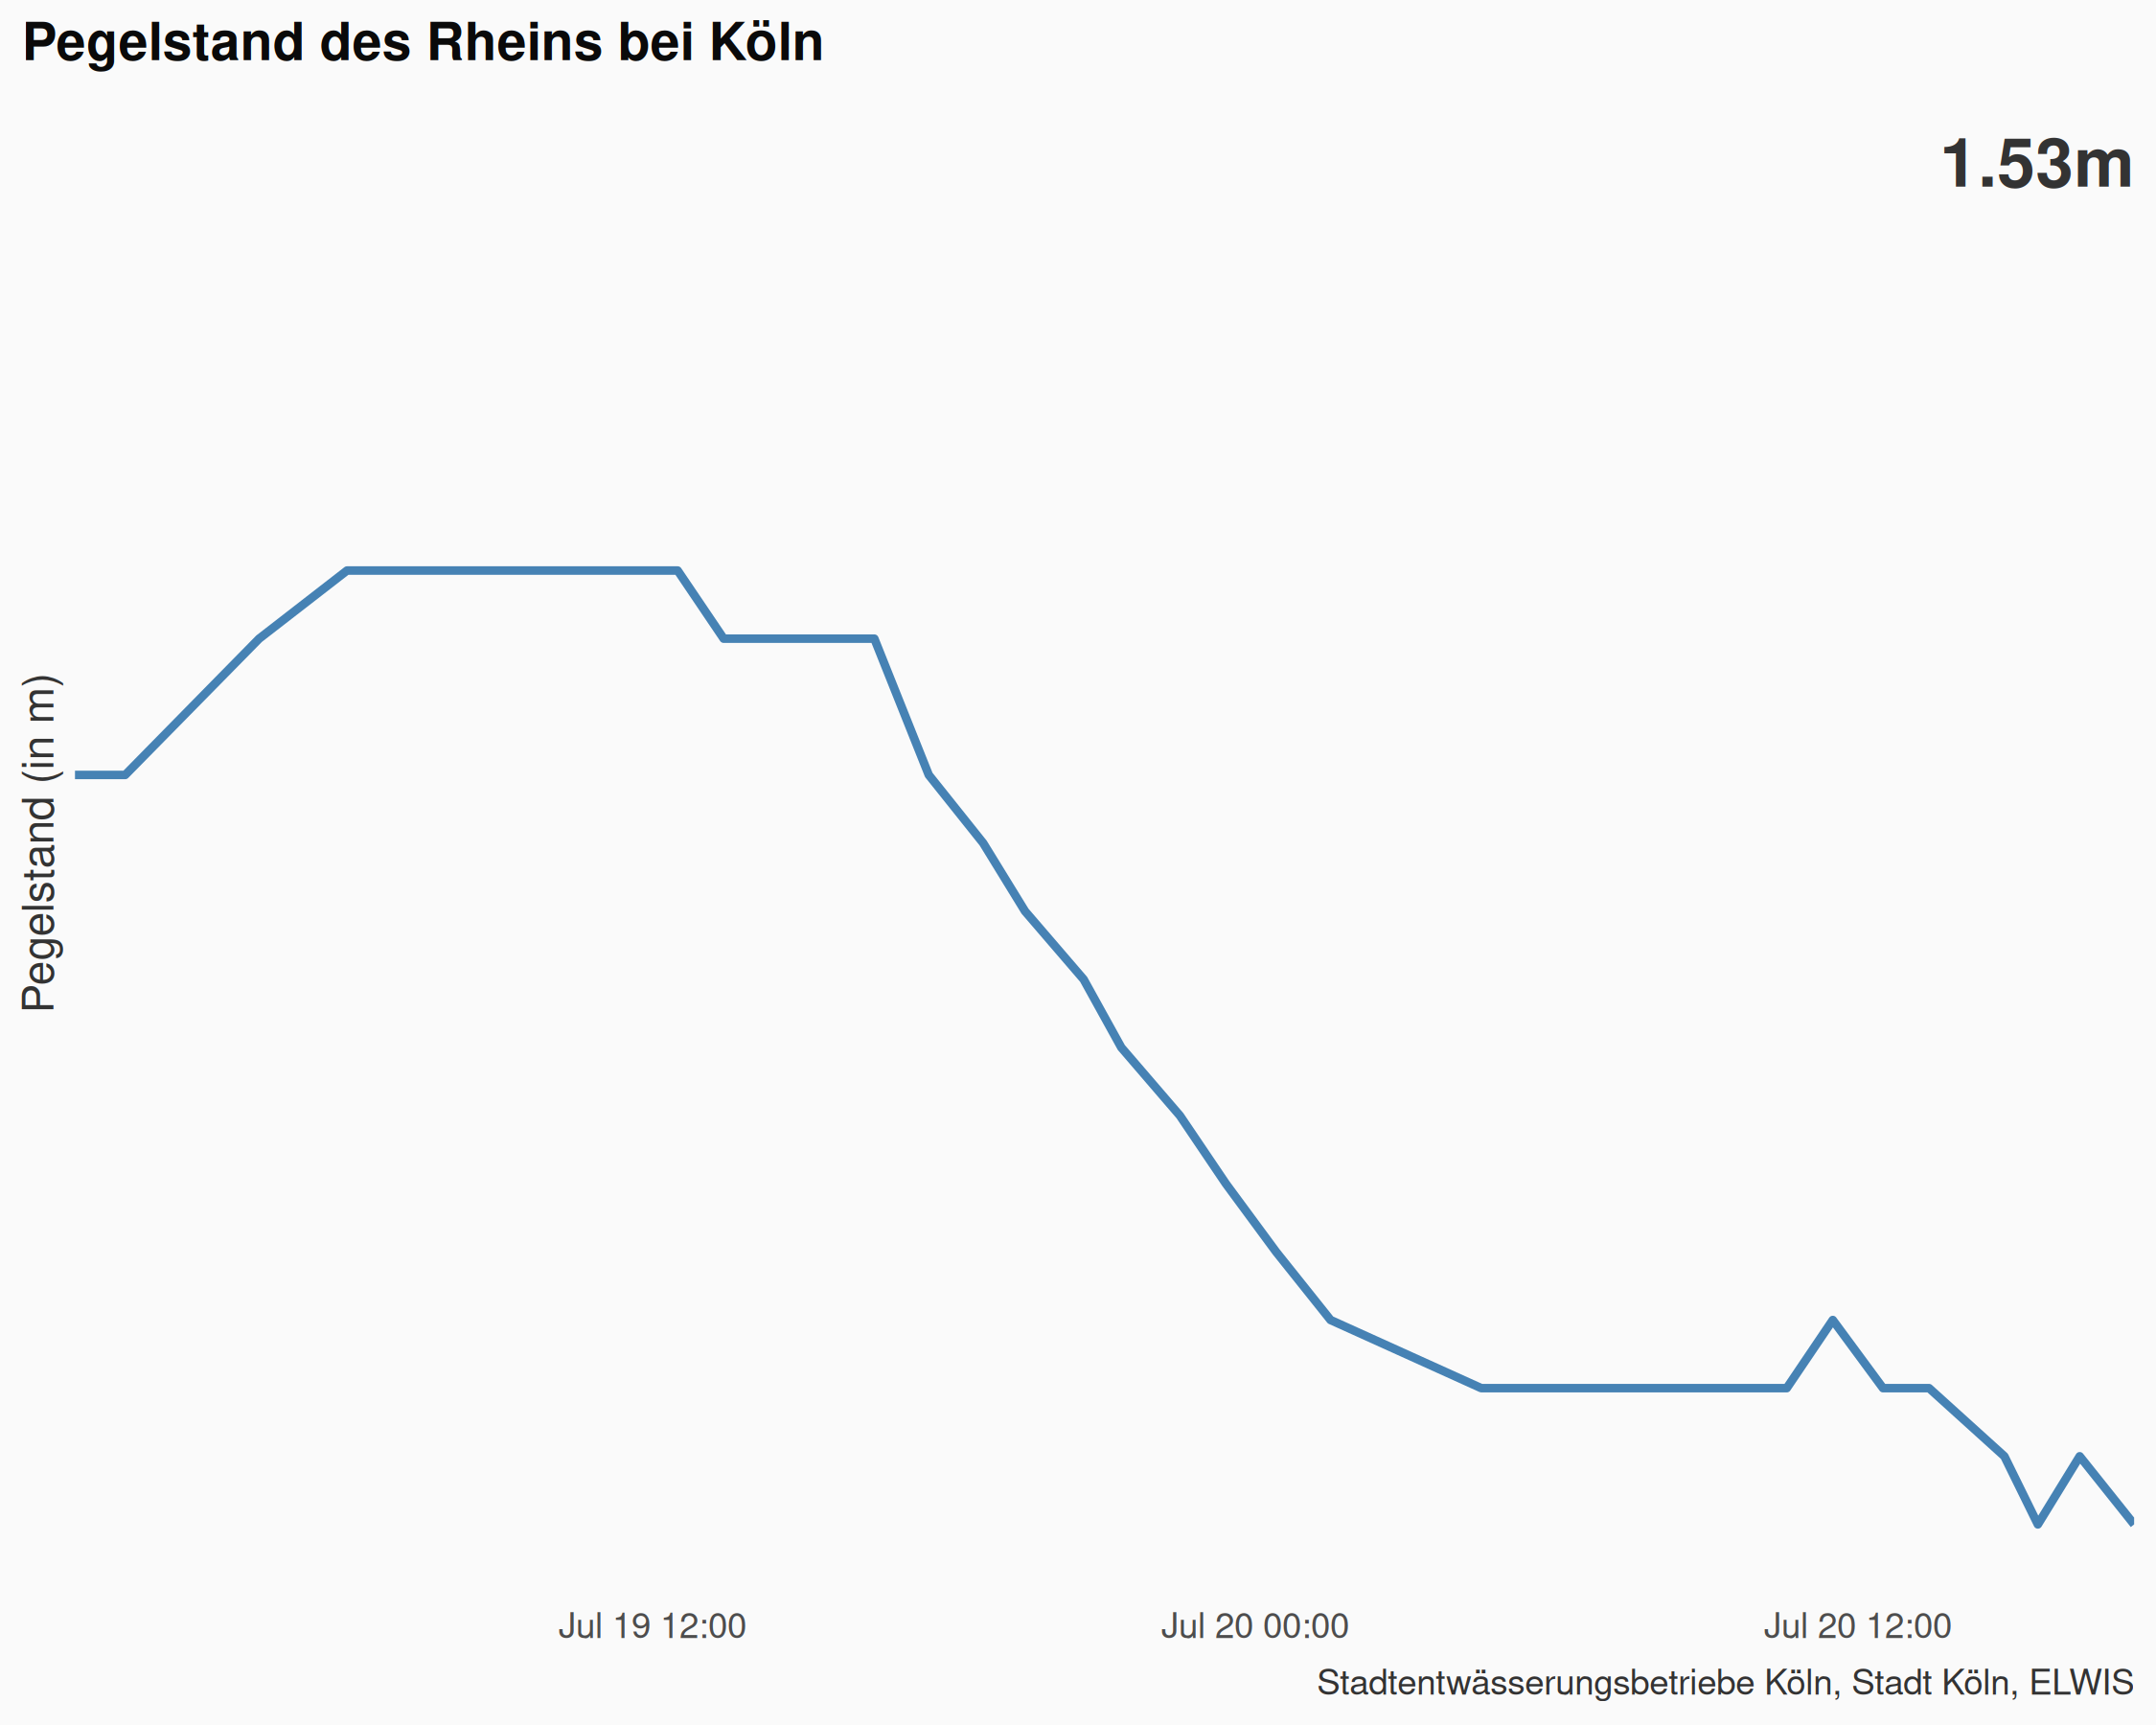 Pegelstand des Rheins bei Köln
1.53m
Pegelstand (in m)
Jul 19 12:00
Jul 20 00:00
Jul 20 12:00
Stadtentwässerungsbetriebe Köln, Stadt Köln, ELWIS